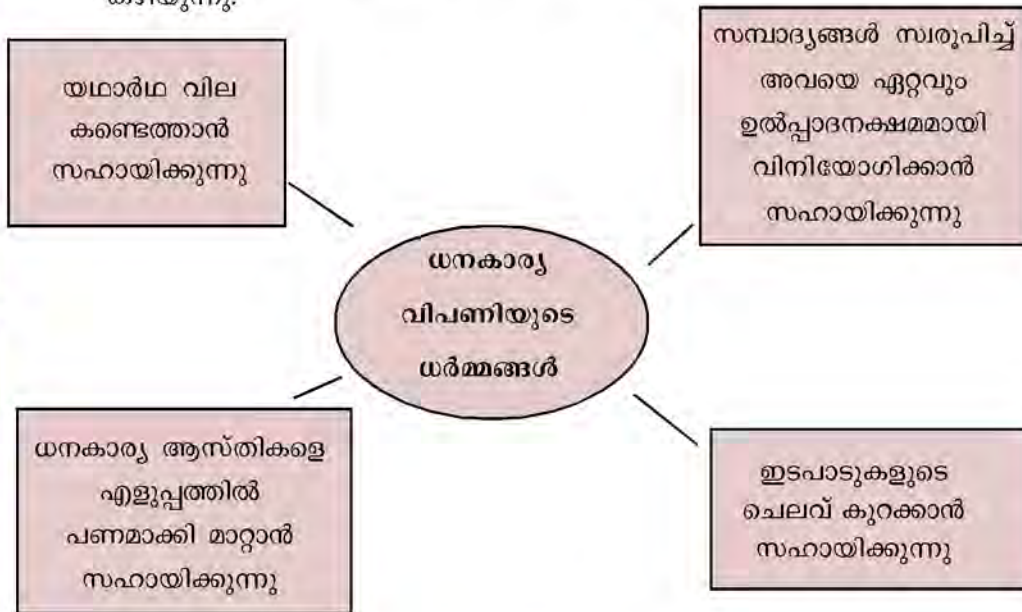 കഴിയുന്നു.
യഥാർഥ വില
കണ്ടെത്താൻ
സഹായിക്കുന്നു
സമ്പാദ്യങ്ങൾ സ്വരൂപിച്ച്
അവയെ ഏറ്റവും
ഉൽപ്പാദനക്ഷമമായി
വിനിയോഗിക്കാൻ
സഹായിക്കുന്നു
ധനകാര്യ
വിപണിയുടെ
ധർമ്മങ്ങൾ
ധനകാര്യ ആസ്തികളെ
എളുപ്പത്തിൽ
പണമാക്കി മാറ്റാൻ
സഹായിക്കുന്നു
ഇടപാടുകളുടെ
ചെലവ് കുറക്കാൻ
സഹായിക്കുന്നു